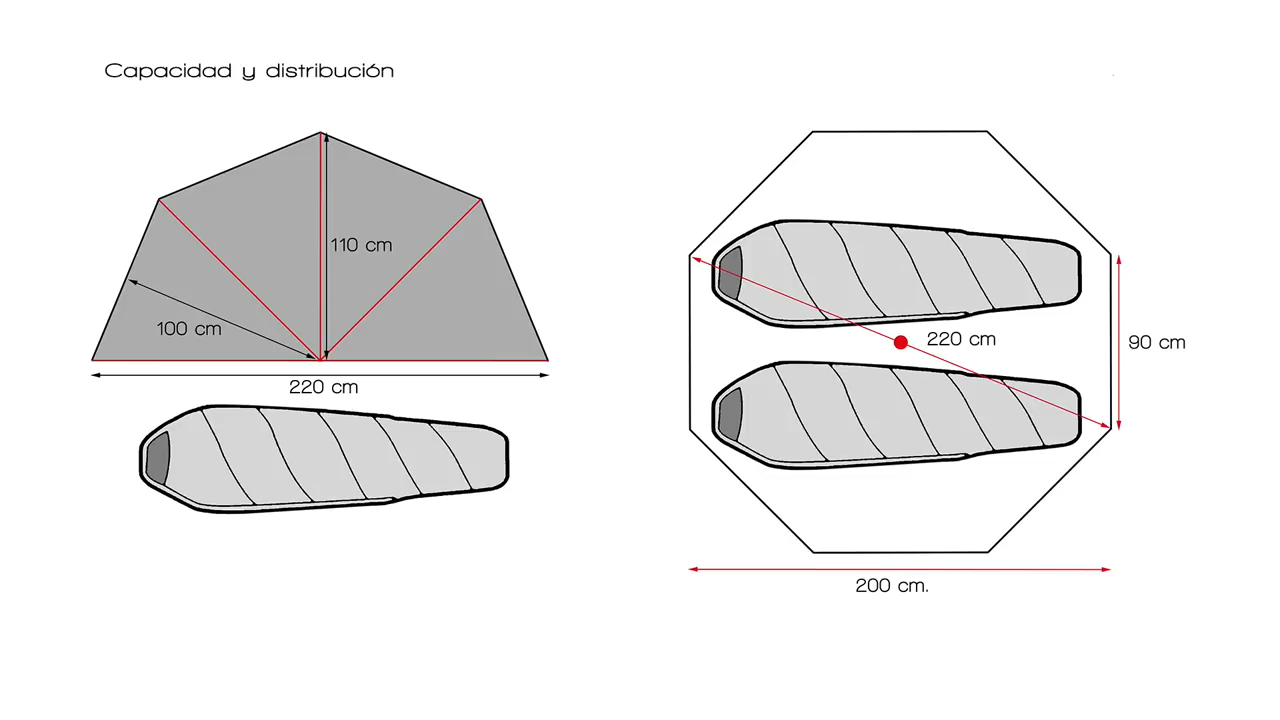 Capacidad y distribución
110 cm
100 cm
220 cm
220 cm
90 cm
200 cm.